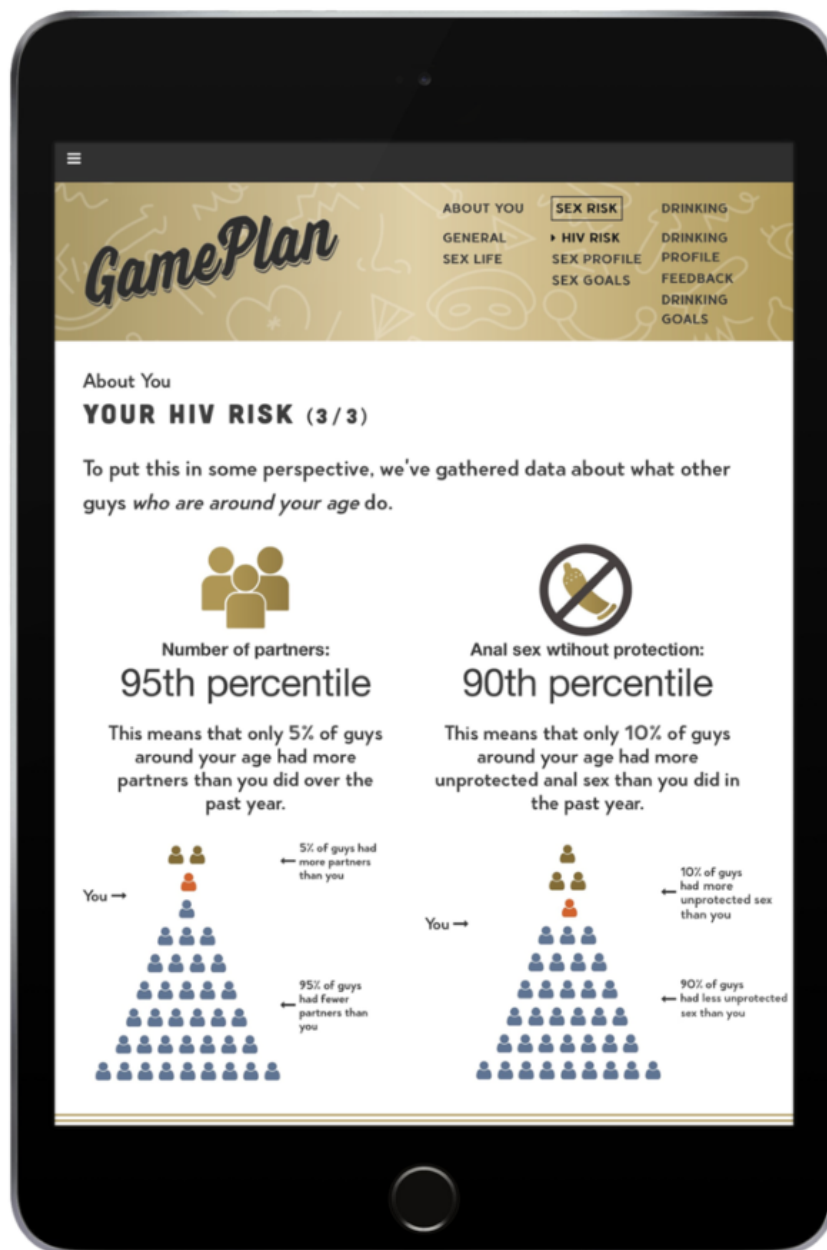 GamePlan
ABOUT YOU
GENERAL
SEX LIFE
SEX RISK
HIV RISK
SEX PROFILE
SEX GOALS
DRINKING
DRINKING
PROFILE
FEEDBACK
DRINKING
GOALS
About You
YOUR HIV RISK (3/3)
To put this in some perspective, we've gathered data about what other
guys who are around your age do.
Number of partners:
95th percentile
This means that only 5% of guys
around your age had more
partners than you did over the
past year.
Anal sex wtihout protection:
90th percentile
This means that only 10% of guys
around your age had more
unprotected anal sex than you did in
the past year.
5% of guys had
more partners
than you
You →
95% of guys
had fewer
partners than
you
10% of guys
had more
unprotected sex
than you
You →
90% of guys
had less unprotected
sex than you